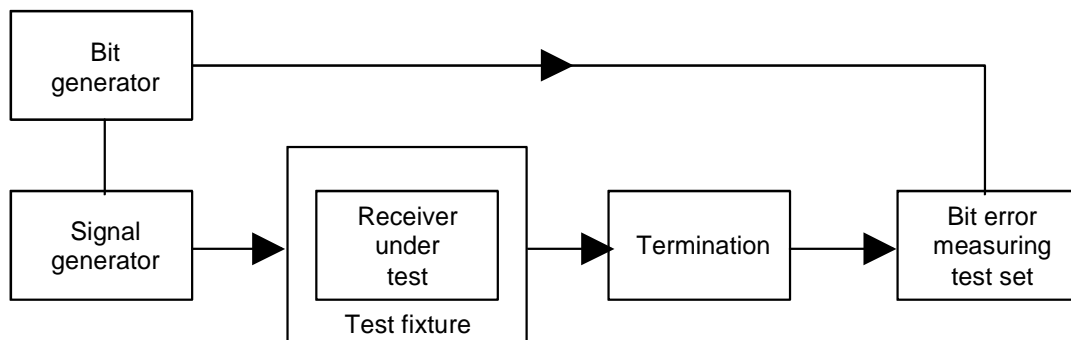 Bit
generator
Signal
generator
Receiver
under
test
Test fixture
Termination
Bit error
measuring
test set